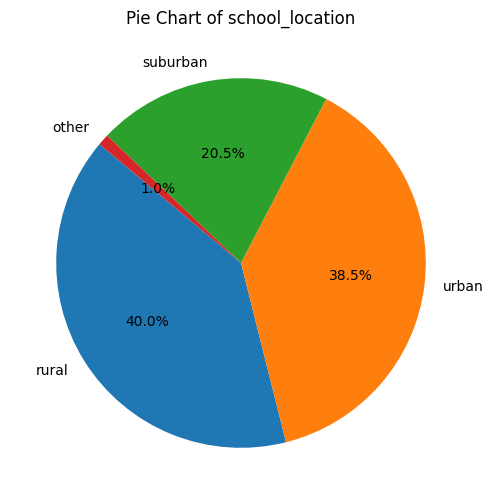 Pie Chart of school_location
suburban
other
20.5%
1.0%
38.5%
urban
40.0%
rural